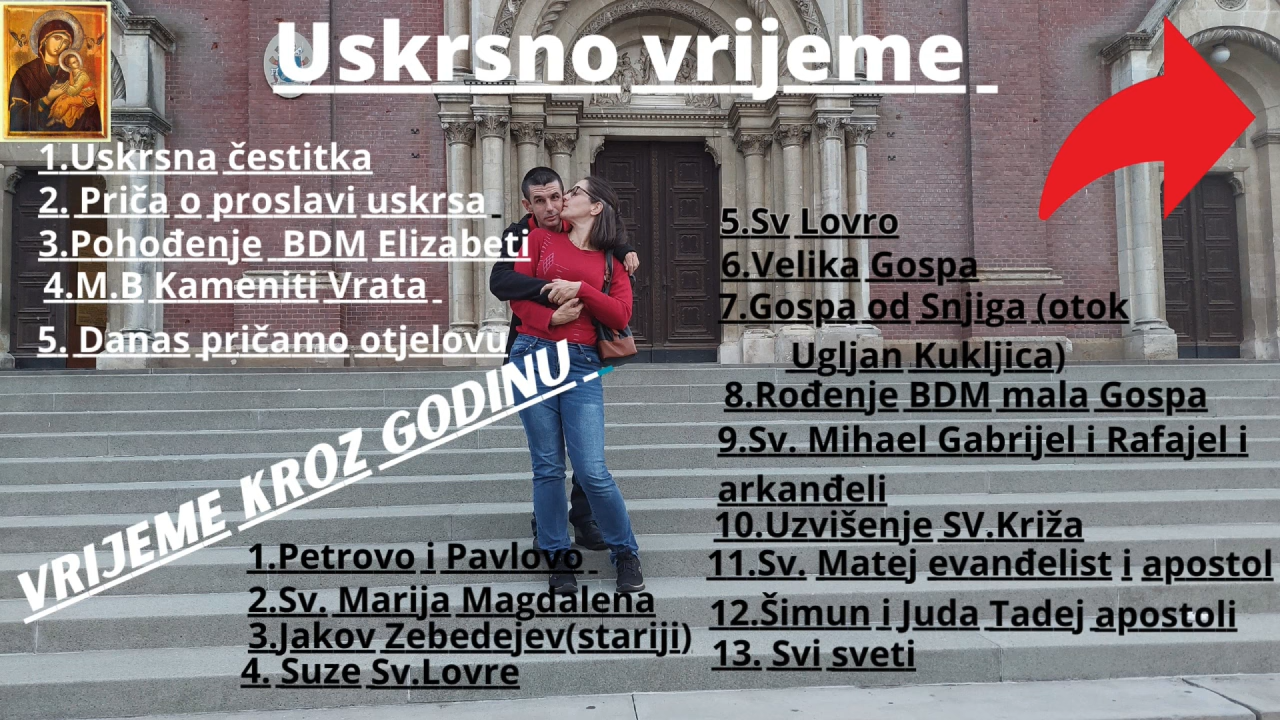 Uskrsno vrijeme
1.Uskrsna čestitka
2. Priča o proslavi uskrsa
3.Pohođenje BDM Elizabeti
4.M.B Kameniti Vrata
5. Danas pričamo otjelovu
VRIJEME KROZ GODINU
1.Petrovo i Pavlovo
2.Sv. Marija Magdalena
3.Jakov Zebedejev(stariji)
4. Suze Sv.Lovre
5.Sv Lovro
6.Velika Gospa
7.Gospa od Snjiga (otok
Ugljan Kukljica)
8.Rođenje BDM mala Gospa
9.Sv. Mihael Gabrijel i Rafajel i
arkanđeli
10.Uzvišenje SV.Križa
11.Sv. Matej evanđelist i apostol
12.Šimun i Juda Tadej apostoli
13. Svi sveti